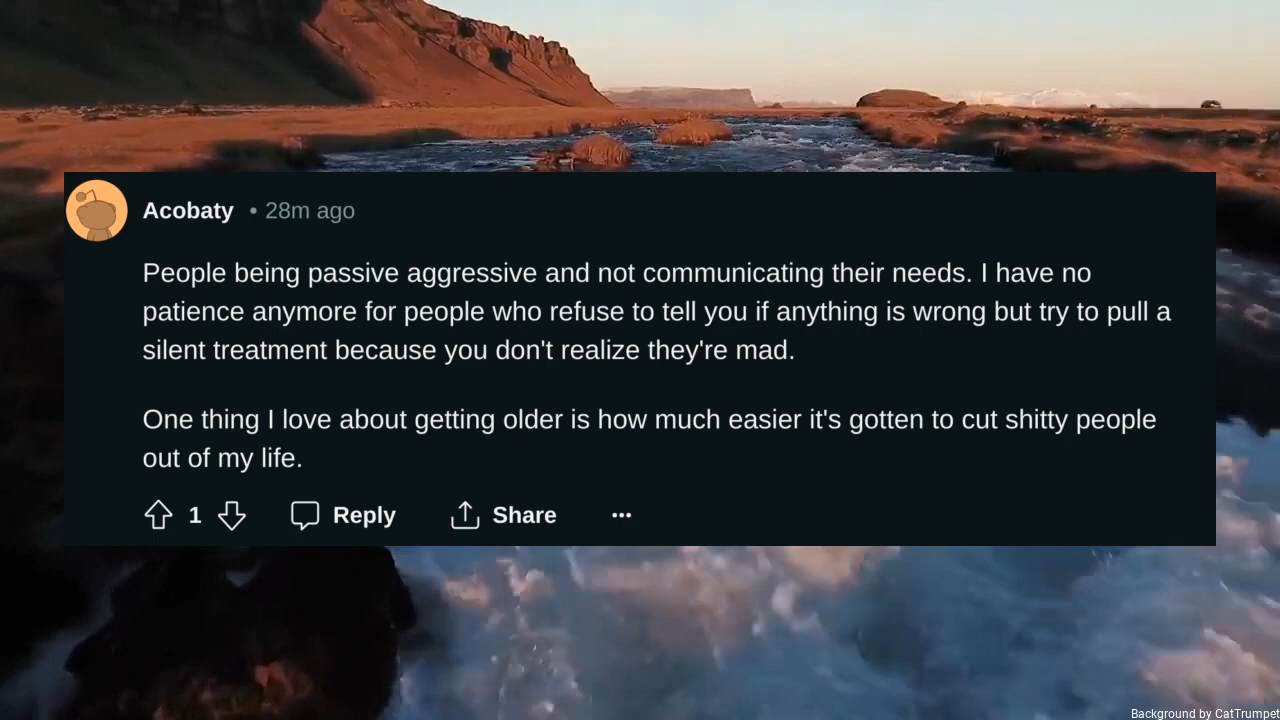 Acobaty • 28m ago
People being passive aggressive and not communicating their needs. I have no
patience anymore for people who refuse to tell you if anything is wrong but try to pull a
silent treatment because you don't realize they're mad.
One thing I love about getting older is how much easier it's gotten to cut shitty people
out of my life.
1 Reply Share ···
Background by CatTrumpet